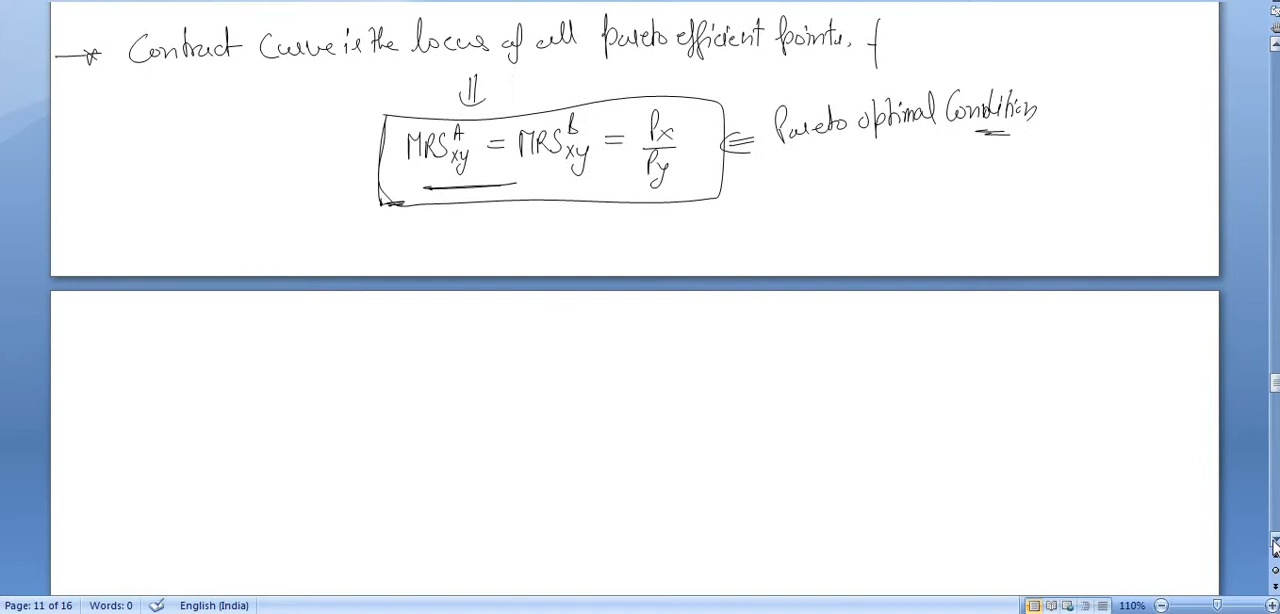 →* Contract Curve is the locus of all pareto efficient points. {
⇓
MRS^A_xy = MRS^B_xy = Px/Py ⇐ Pareto optimal Condition
Page: 11 of 16 Words: 0 English (India) 110%